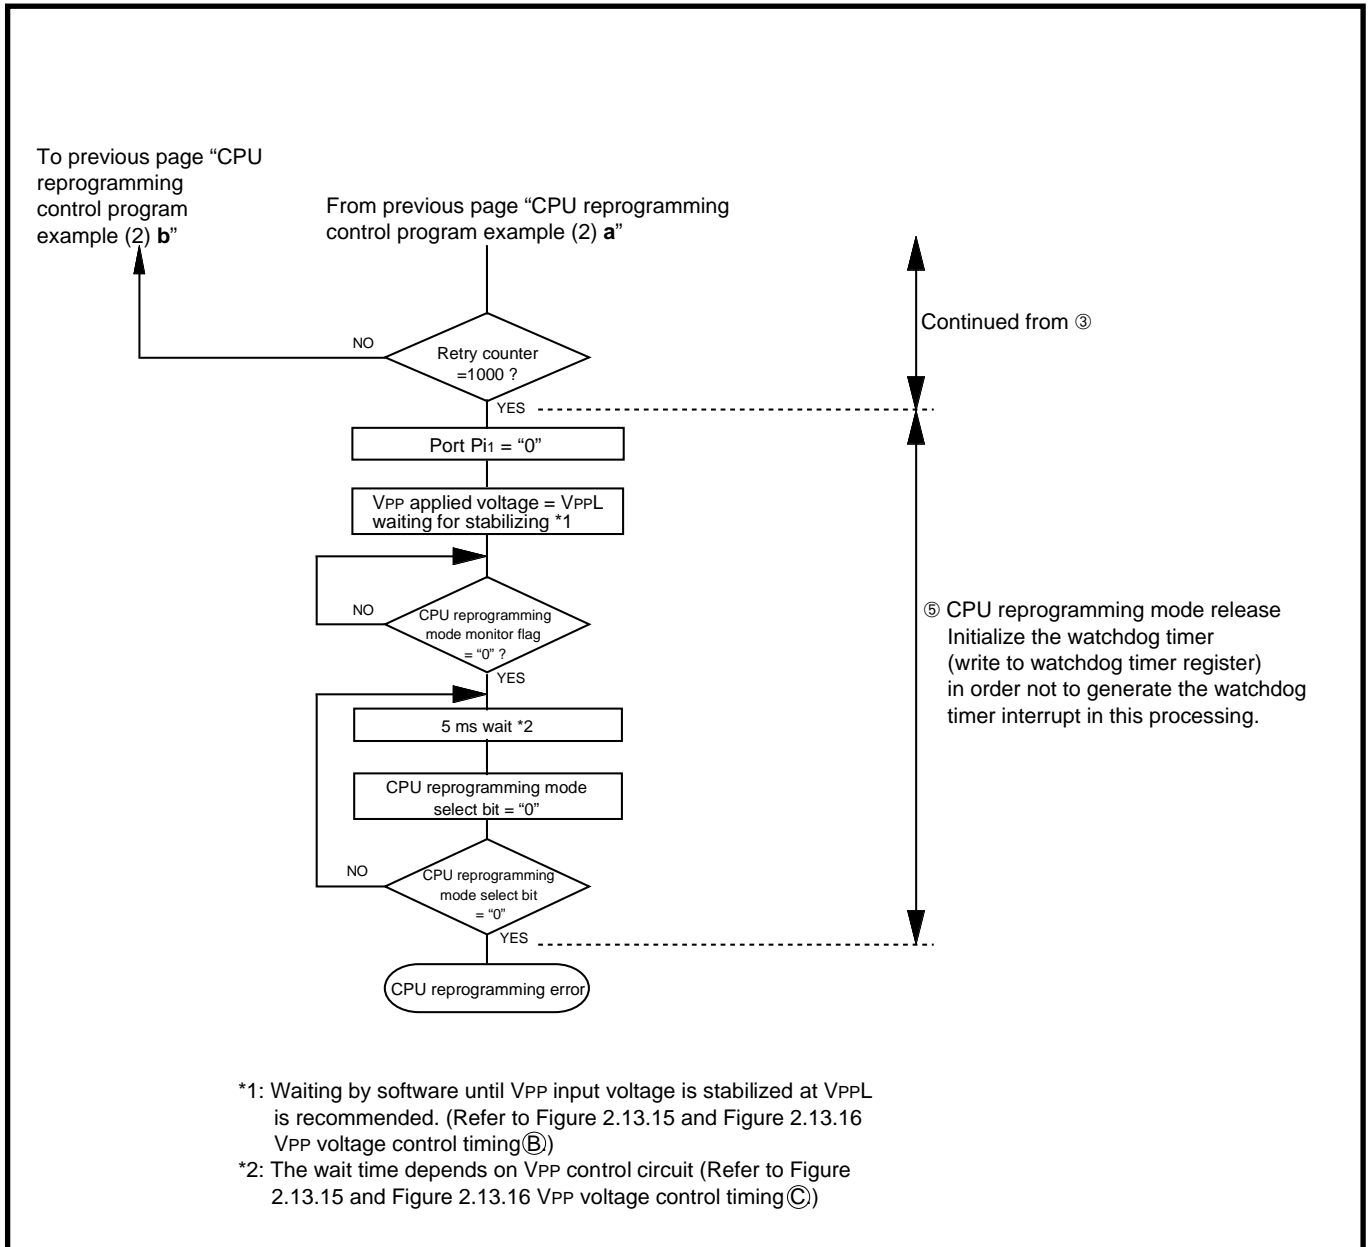 To previous page “CPU
reprogramming
control program
example (2) b”
From previous page “CPU reprogramming
control program example (2) a”
Continued from ③
NO
Retry counter
=1000 ?
YES
Port Pi1 = “0”
VPP applied voltage = VPPL
waiting for stabilizing *1
NO
CPU reprogramming
mode monitor flag
= “0” ?
YES
⑤ CPU reprogramming mode release
Initialize the watchdog timer
(write to watchdog timer register)
in order not to generate the watchdog
timer interrupt in this processing.
5 ms wait *2
CPU reprogramming mode
select bit = “0”
NO
CPU reprogramming
mode select bit
= “0”
YES
CPU reprogramming error
*1: Waiting by software until VPP input voltage is stabilized at VPPL
is recommended. (Refer to Figure 2.13.15 and Figure 2.13.16
VPP voltage control timing Ⓑ.)
*2: The wait time depends on VPP control circuit (Refer to Figure
2.13.15 and Figure 2.13.16 VPP voltage control timing Ⓒ.)